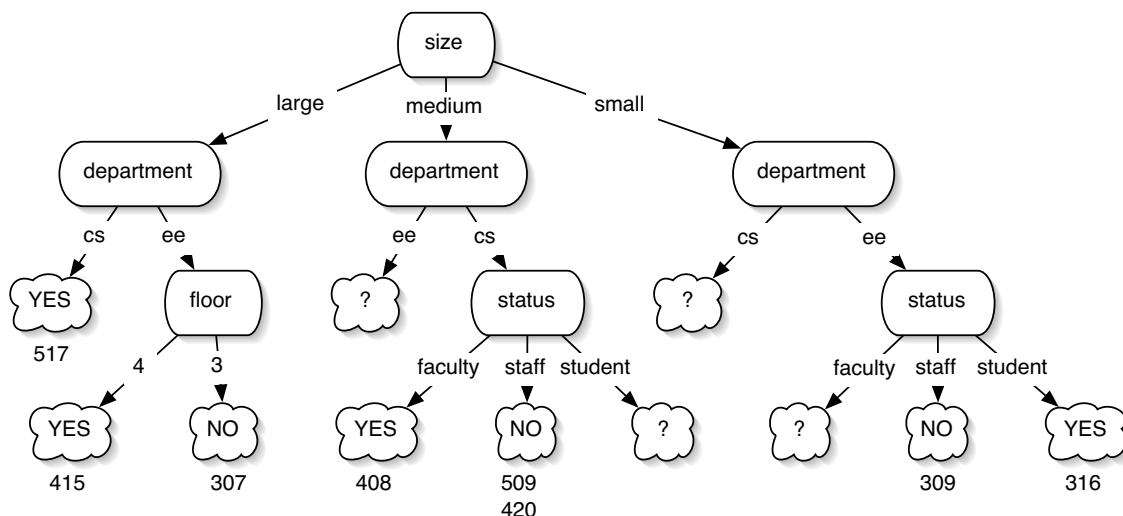 size
large medium small
department department department
cs ee ee cs cs ee
YES floor ? status ? status
517
4 3 faculty staff student faculty staff student
YES NO YES NO ? ? NO YES
415 307 408 509 309 316
420